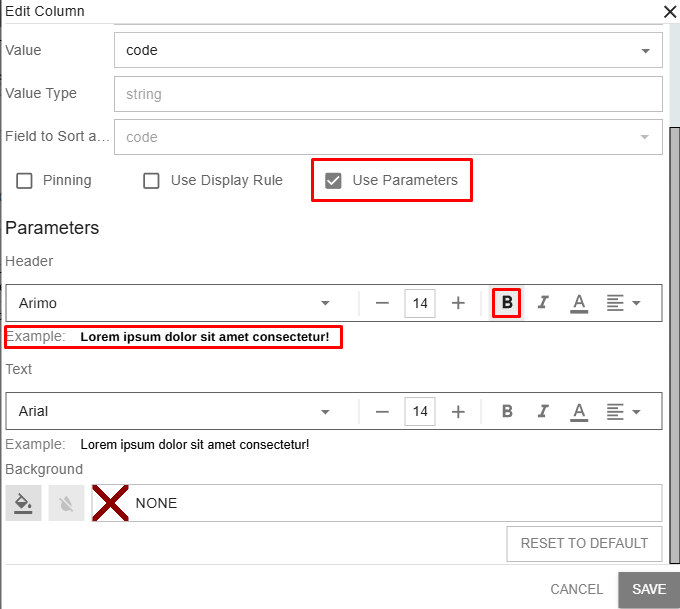 Edit Column
Value code
Value Type string
Field to Sort a... code
Pinning Use Display Rule Use Parameters
Parameters
Header
Arimo 14 B I A
Example: Lorem ipsum dolor sit amet consectetur!
Text
Arial 14 B I A
Example: Lorem ipsum dolor sit amet consectetur!
Background
NONE
RESET TO DEFAULT
CANCEL SAVE